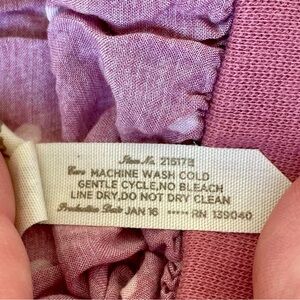 Item No. 21517B
Care MACHINE WASH COLD
GENTLE CYCLE,NO BLEACH
LINE DRY,DO NOT DRY CLEAN
Production Date JAN 16 ***** RN 139040